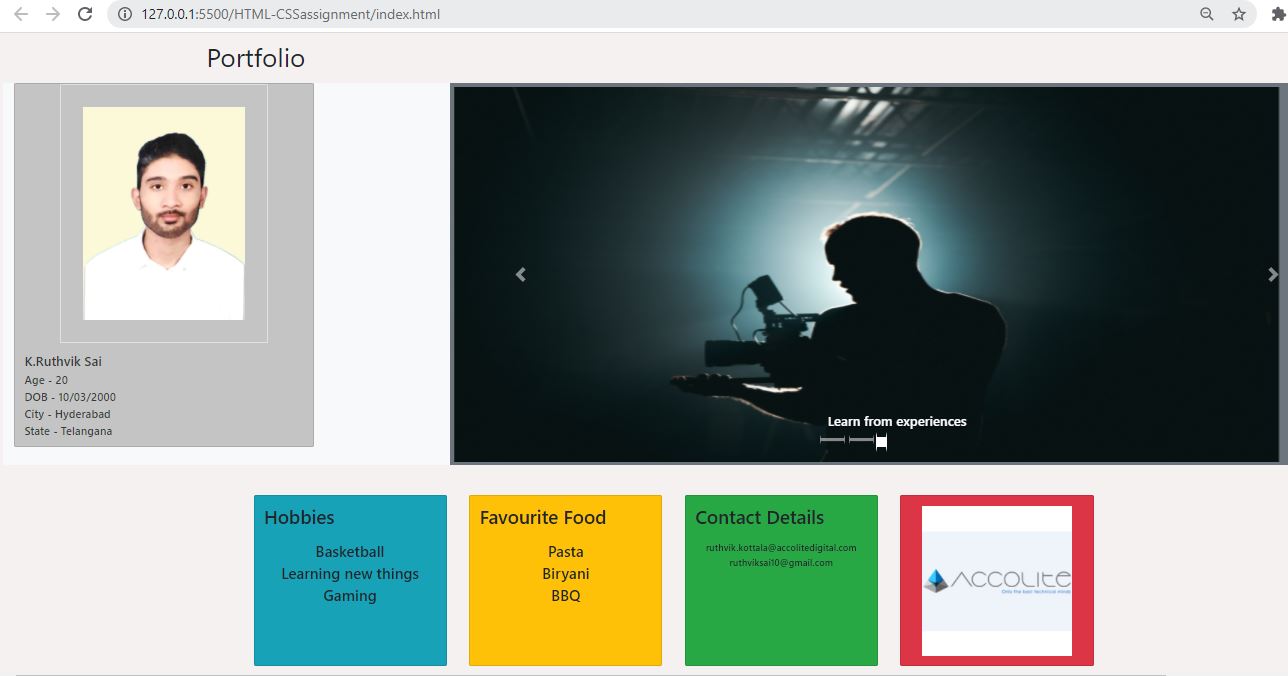 127.0.0.1:5500/HTML-CSSassignment/index.html
Portfolio
K.Ruthvik Sai
Age - 20
DOB - 10/03/2000
City - Hyderabad
State - Telangana
Learn from experiences
Hobbies
Basketball
Learning new things
Gaming
Favourite Food
Pasta
Biryani
BBQ
Contact Details
ruthvik.kottala@accolitedigital.com
ruthviksai10@gmail.com
ACCOLITE
Only the best technical minds